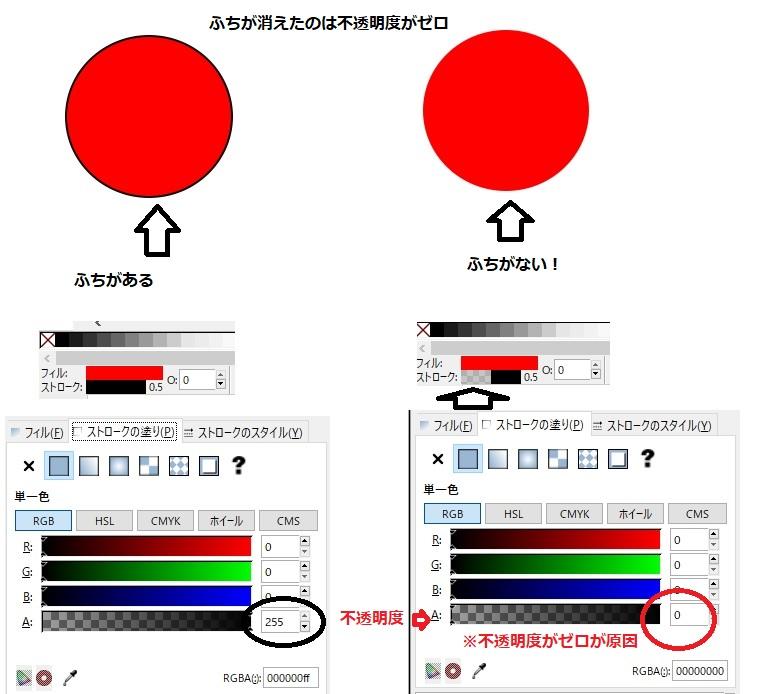 ふちが消えたのは不透明度がゼロ
ふちがある
ふちがない！
フィル:
ストローク: 0.5 O: 0
フィル:
ストローク: 0.5 O: 0
フィル(F) ストロークの塗り(P) ストロークのスタイル(Y)
?
単一色
RGB HSL CMYK ホイール CMS
R: 0
G: 0
B: 0
A: 255
RGBA(:): 000000ff
フィル(F) ストロークの塗り(P) ストロークのスタイル(Y)
?
単一色
RGB HSL CMYK ホイール CMS
R: 0
G: 0
B: 0
不透明度 A: 0
※不透明度がゼロが原因
RGBA(:): 00000000